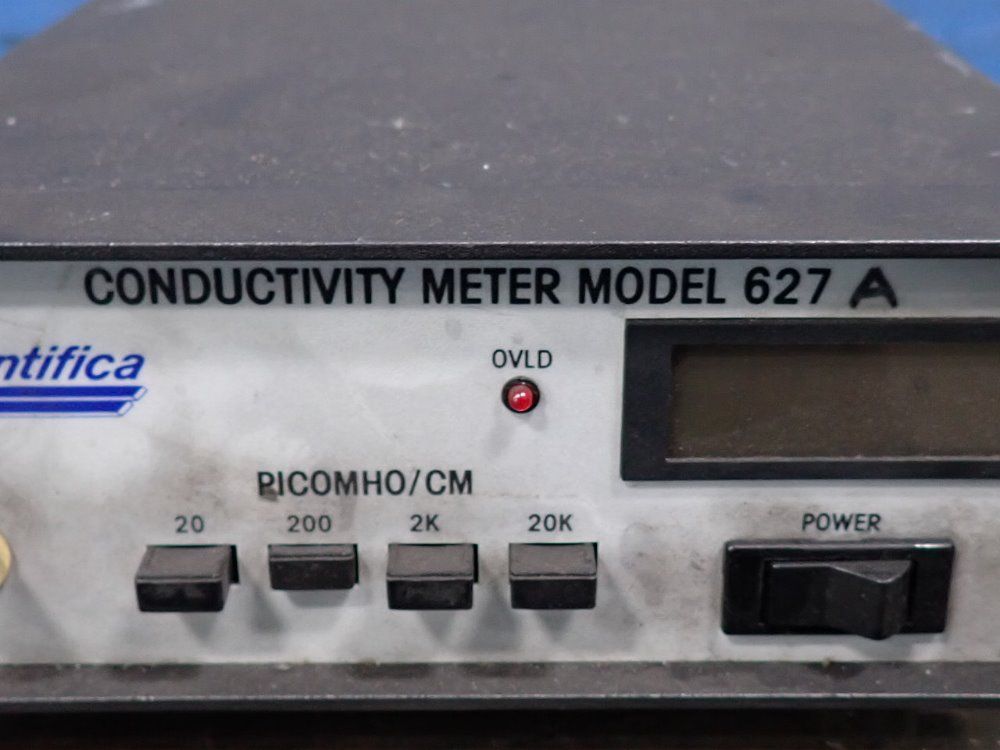 CONDUCTIVITY METER MODEL 627 A
ntifica
OVLD
PICOMHO/CM
20 200 2K 20K
POWER